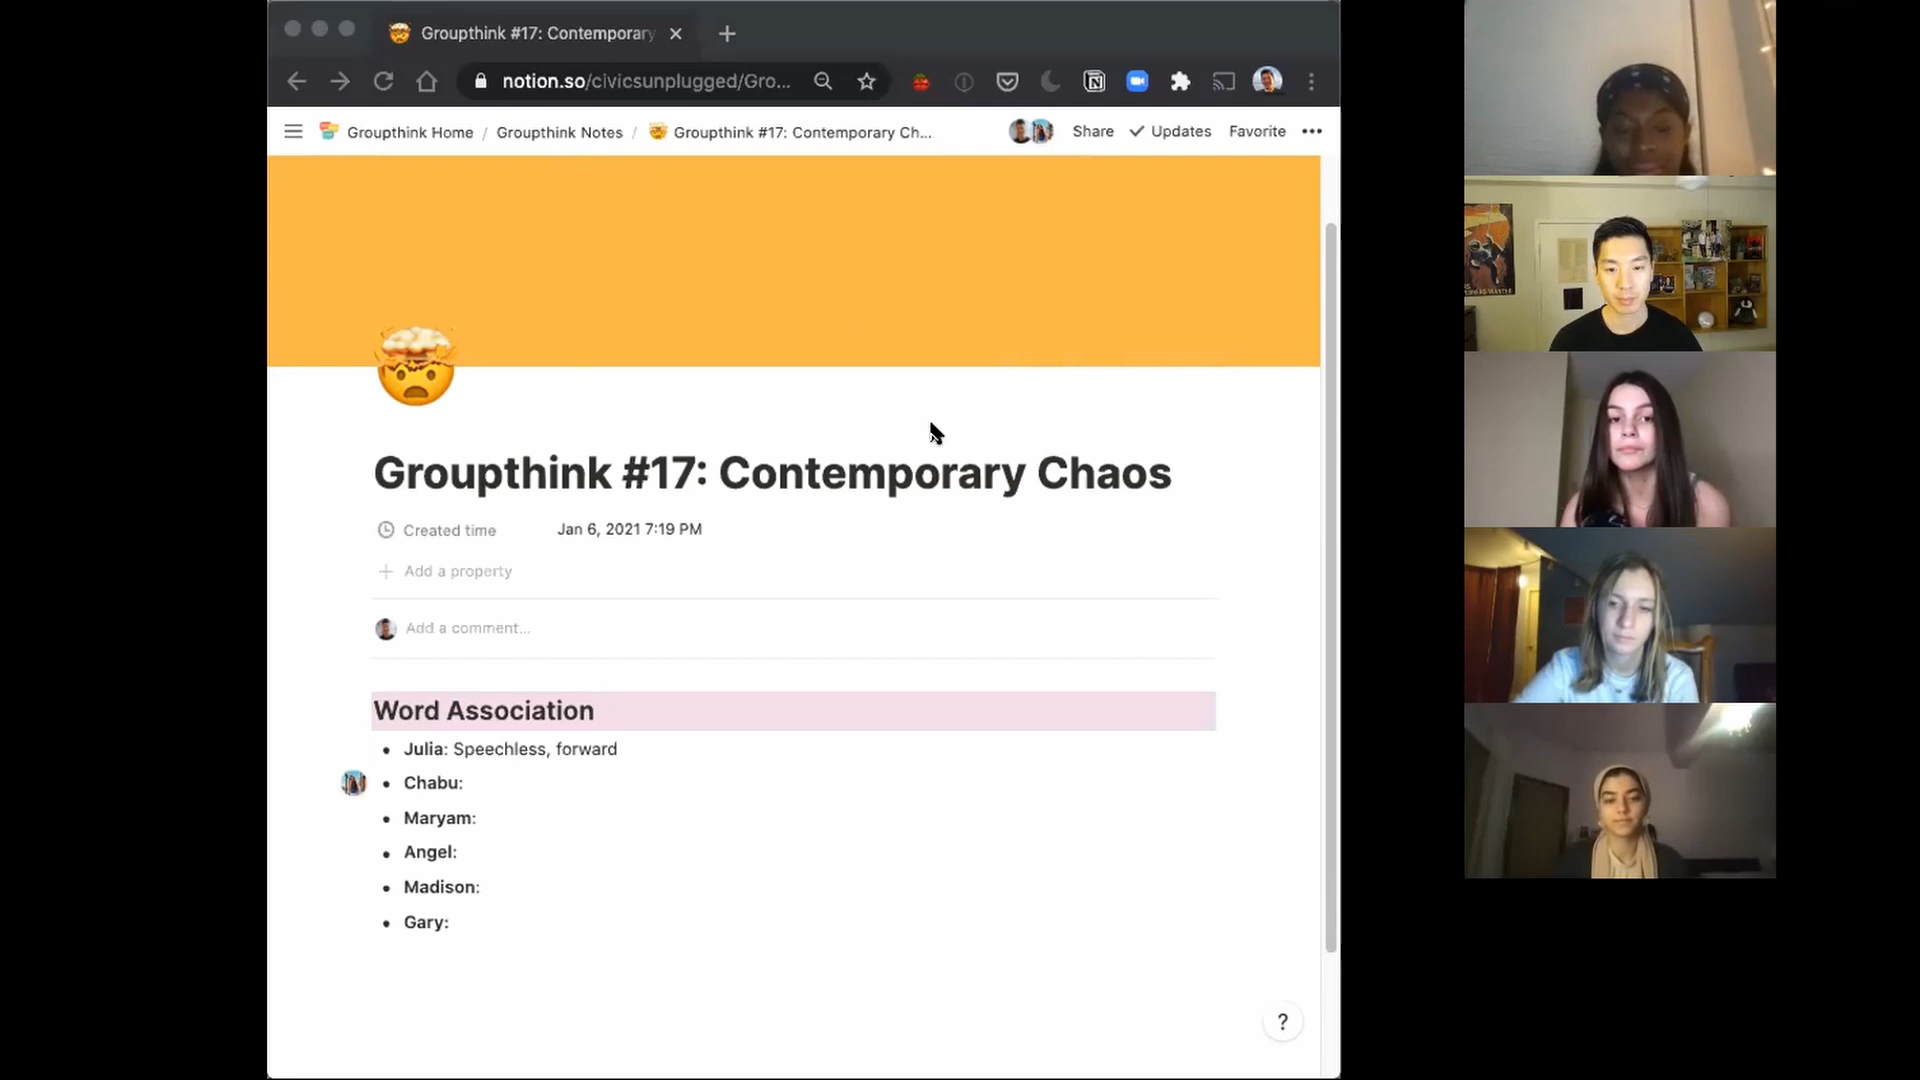 Groupthink #17: Contemporary
notion.so/civicsunplugged/Gro...
Groupthink Home / Groupthink Notes / Groupthink #17: Contemporary Ch...
Share Updates Favorite
Groupthink #17: Contemporary Chaos
Created time Jan 6, 2021 7:19 PM
Add a property
Add a comment...
Word Association
Julia: Speechless, forward
Chabu:
Maryam:
Angel:
Madison:
Gary:
?